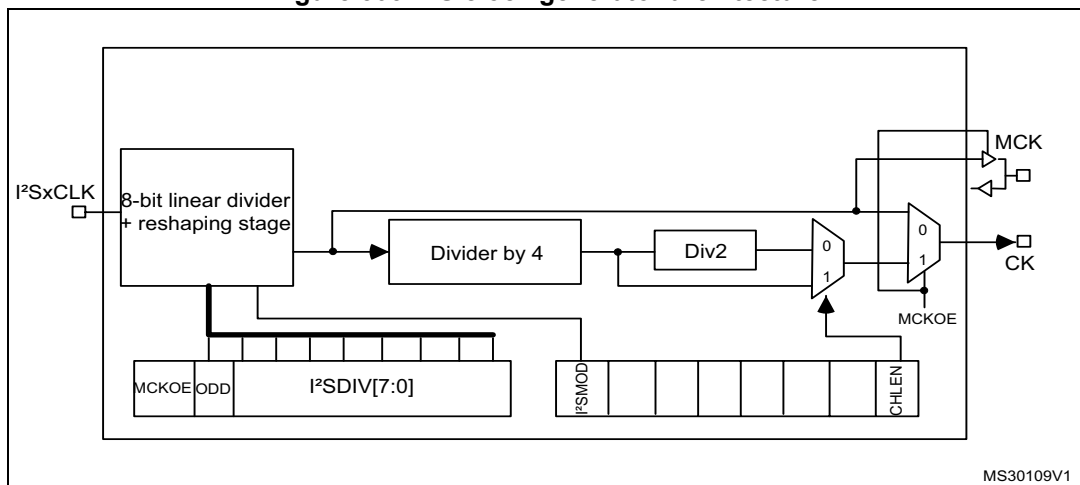 MCK
I²SxCLK
8-bit linear divider
+ reshaping stage
0
0
Divider by 4
Div2
1
1
CK
MCKOE
MCKOE
ODD
I²SDIV[7:0]
I²SMOD
CHLEN
MS30109V1